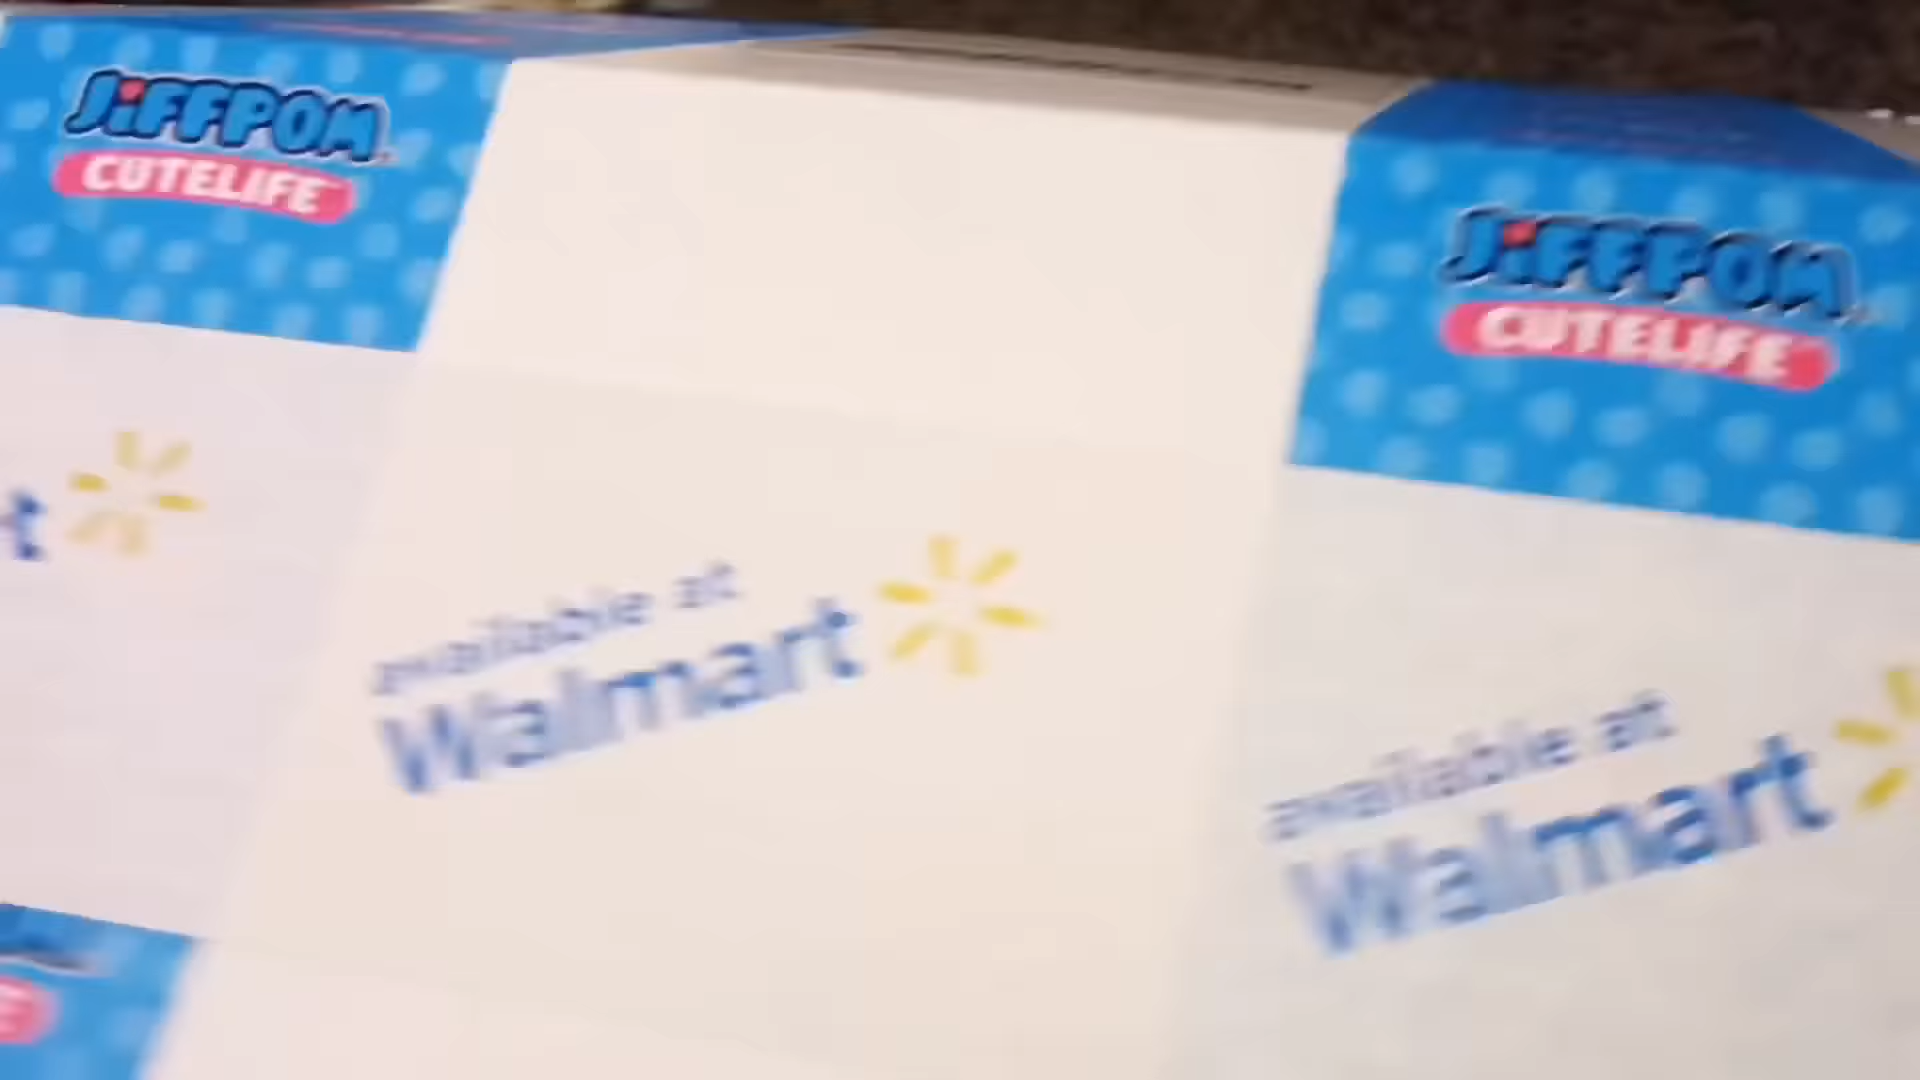 JiFFPOM
CUTELIFE
JiFFPOM
CUTELIFE
t
available at
Walmart
available at
Walmart
E